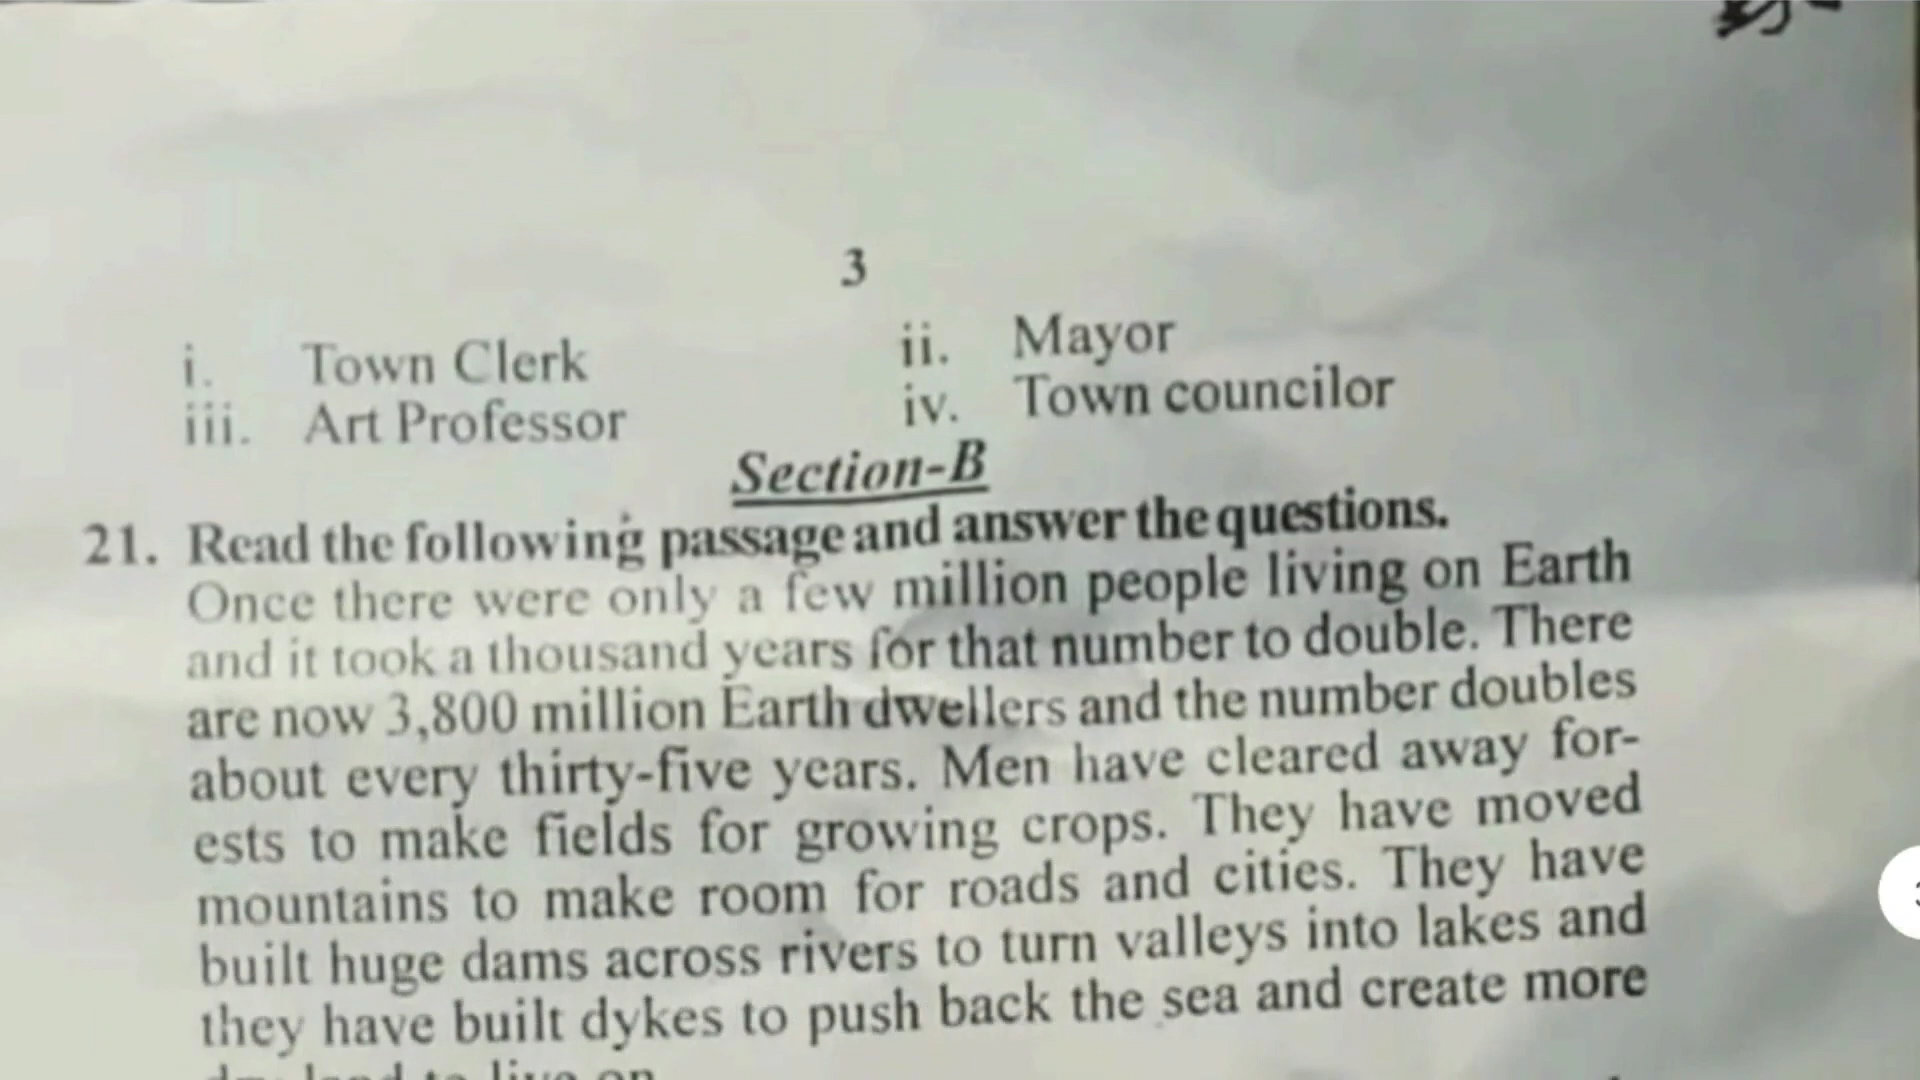 3
i. Town Clerk ii. Mayor
iii. Art Professor iv. Town councilor
Section-B
21. Read the following passage and answer the questions.
Once there were only a few million people living on Earth
and it took a thousand years for that number to double. There
are now 3,800 million Earth dwellers and the number doubles
about every thirty-five years. Men have cleared away for-
ests to make fields for growing crops. They have moved
mountains to make room for roads and cities. They have
built huge dams across rivers to turn valleys into lakes and
they have built dykes to push back the sea and create more
dry land to live on